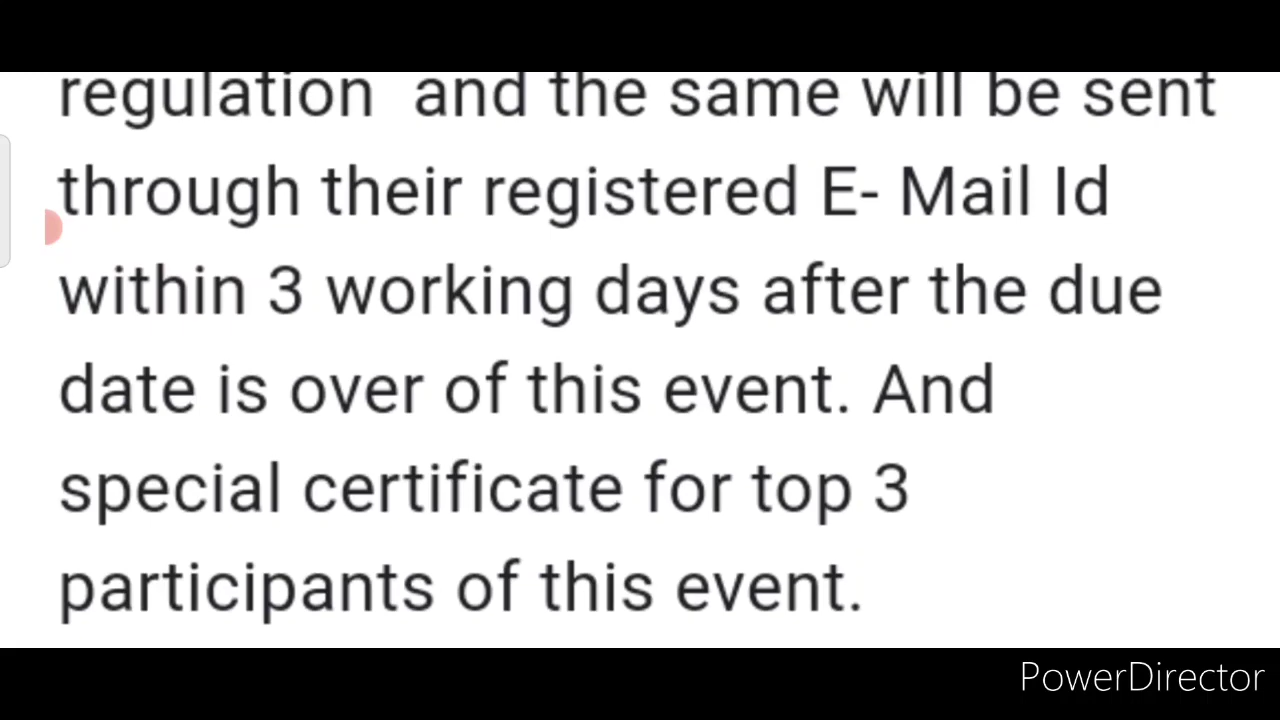 regulation  and the same will be sent
through their registered E- Mail Id
within 3 working days after the due
date is over of this event. And
special certificate for top 3
participants of this event.
PowerDirector